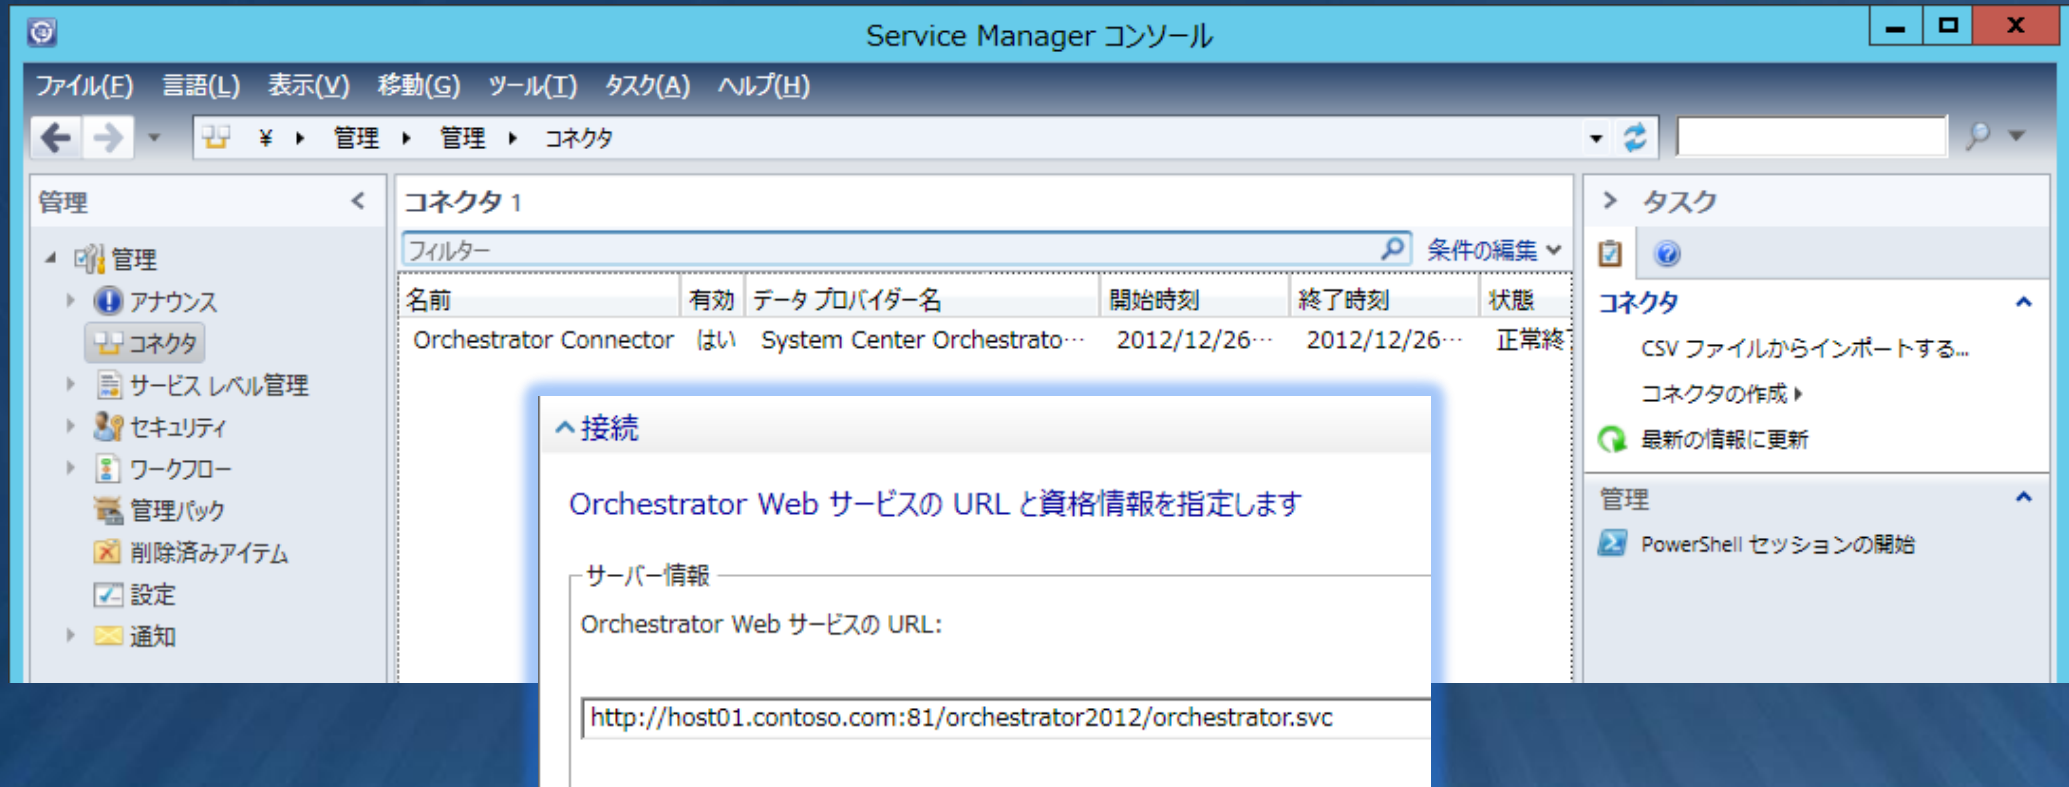 Service Manager コンソール
ファイル(F) 言語(L) 表示(V) 移動(G) ツール(T) タスク(A) ヘルプ(H)
¥ 管理 管理 コネクタ
管理
管理
アナウンス
コネクタ
サービス レベル管理
セキュリティ
ワークフロー
管理パック
削除済みアイテム
設定
通知
コネクタ 1
フィルター 条件の編集
名前 有効 データ プロバイダー名 開始時刻 終了時刻 状態
Orchestrator Connector はい System Center Orchestrato… 2012/12/26… 2012/12/26… 正常終
接続
Orchestrator Web サービスの URL と資格情報を指定します
サーバー情報
Orchestrator Web サービスの URL:
http://host01.contoso.com:81/orchestrator2012/orchestrator.svc
タスク
コネクタ
CSV ファイルからインポートする...
コネクタの作成
最新の情報に更新
管理
PowerShell セッションの開始